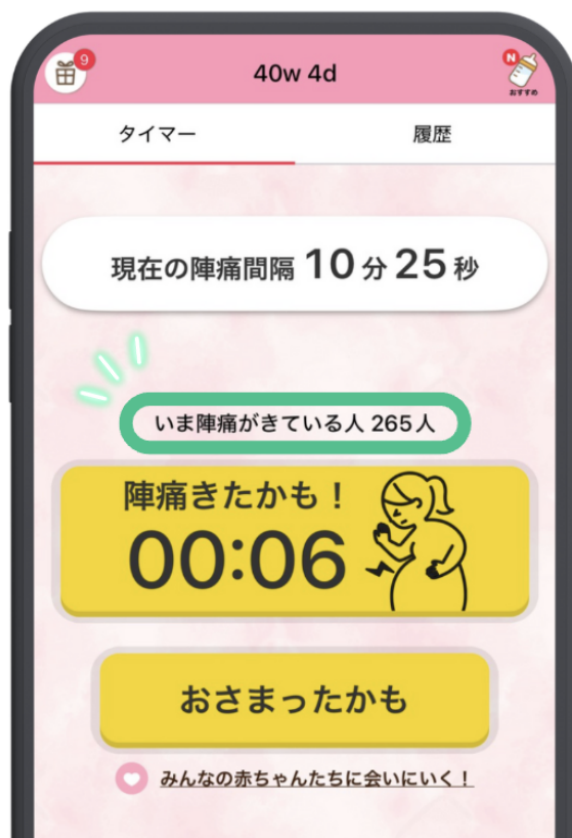 9
N
40w 4d
おすすめ
タイマー
履歴
現在の陣痛間隔 10分25秒
いま陣痛がきている人 265人
陣痛きたかも！
00:06
おさまったかも
みんなの赤ちゃんたちに会いにいく！